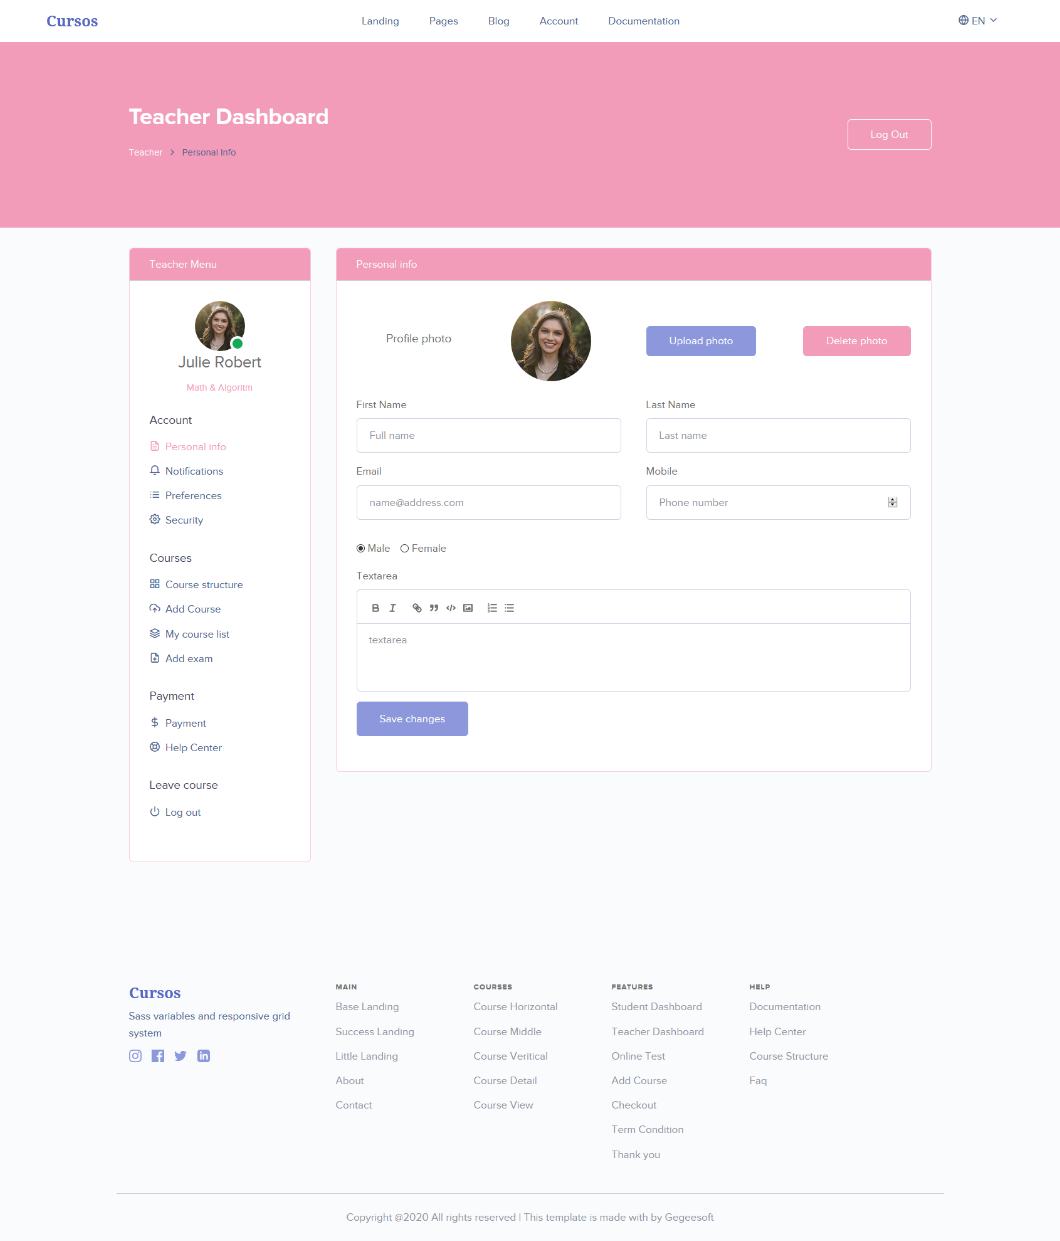 Cursos
Landing
Pages
Blog
Account
Documentation
EN
Teacher Dashboard
Teacher > Personal Info
Log Out
Teacher Menu
Julie Robert
Math & Algoritm
Account
Personal info
Notifications
Preferences
Security
Courses
Course structure
Add Course
My course list
Add exam
Payment
Payment
Help Center
Leave course
Log out
Personal info
Profile photo
Upload photo
Delete photo
First Name
Full name
Last Name
Last name
Email
name@address.com
Mobile
Phone number
Male
Female
Textarea
textarea
Save changes
Cursos
Sass variables and responsive grid
system
MAIN
Base Landing
Success Landing
Little Landing
About
Contact
COURSES
Course Horizontal
Course Middle
Course Veritical
Course Detail
Course View
FEATURES
Student Dashboard
Teacher Dashboard
Online Test
Add Course
Checkout
Term Condition
Thank you
HELP
Documentation
Help Center
Course Structure
Faq
Copyright @2020 All rights reserved | This template is made with by Gegeesoft